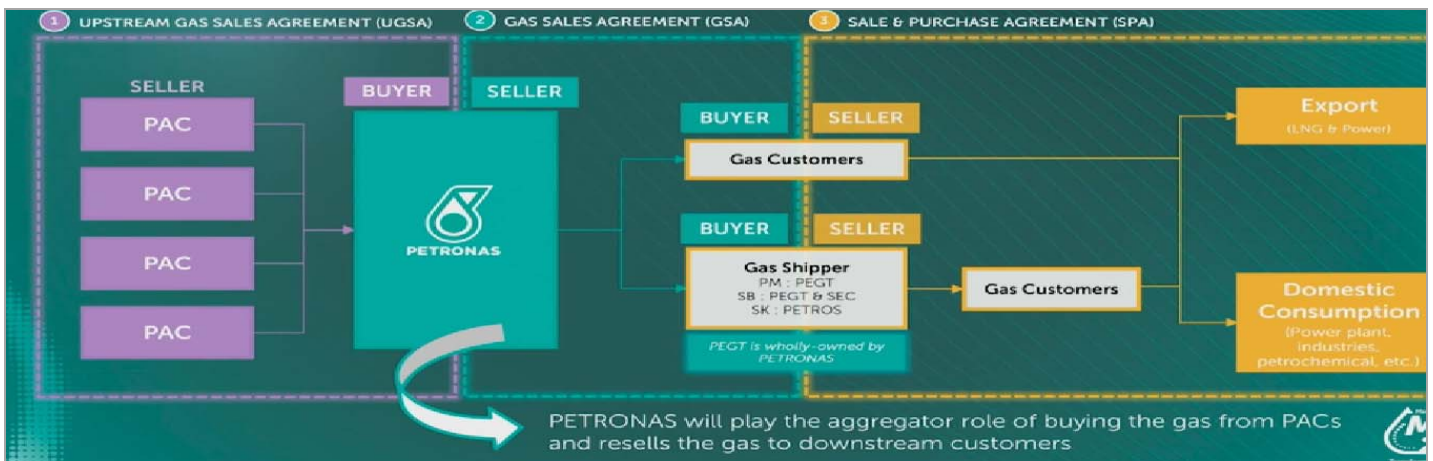 1 UPSTREAM GAS SALES AGREEMENT (UGSA)
2 GAS SALES AGREEMENT (GSA)
3 SALE & PURCHASE AGREEMENT (SPA)
SELLER
PAC
PAC
PAC
PAC
BUYER
SELLER
PETRONAS
BUYER
SELLER
Gas Customers
BUYER
SELLER
Gas Shipper
PM : PEGT
SB : PEGT & SEC
SK : PETROS
PEGT is wholly-owned by
PETRONAS
Gas Customers
Export
(LNG & Power)
Domestic
Consumption
(Power plant,
industries,
petrochemical, etc.)
PETRONAS will play the aggregator role of buying the gas from PACs
and resells the gas to downstream customers